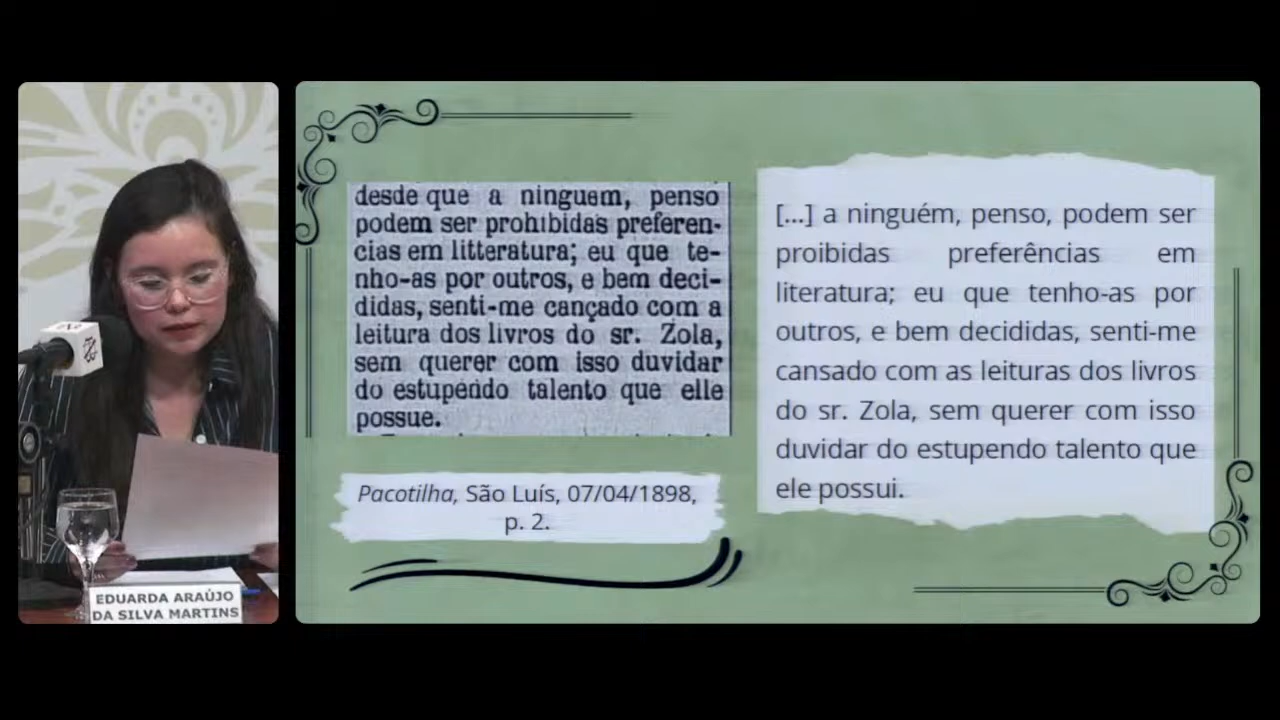 desde que a ninguem, penso
podem ser prohibidas preferen-
cias em litteratura; eu que te-
nho-as por outros, e bem deci-
didas, senti-me cançado com a
leitura dos livros do sr. Zola,
sem querer com isso duvidar
do estupendo talento que elle
possue.
Pacotilha, São Luís, 07/04/1898,
p. 2.
[...] a ninguém, penso, podem ser
proibidas preferências em
literatura; eu que tenho-as por
outros, e bem decididas, senti-me
cansado com as leituras dos livros
do sr. Zola, sem querer com isso
duvidar do estupendo talento que
ele possui.
EDUARDA ARAÚJO
DA SILVA MARTINS